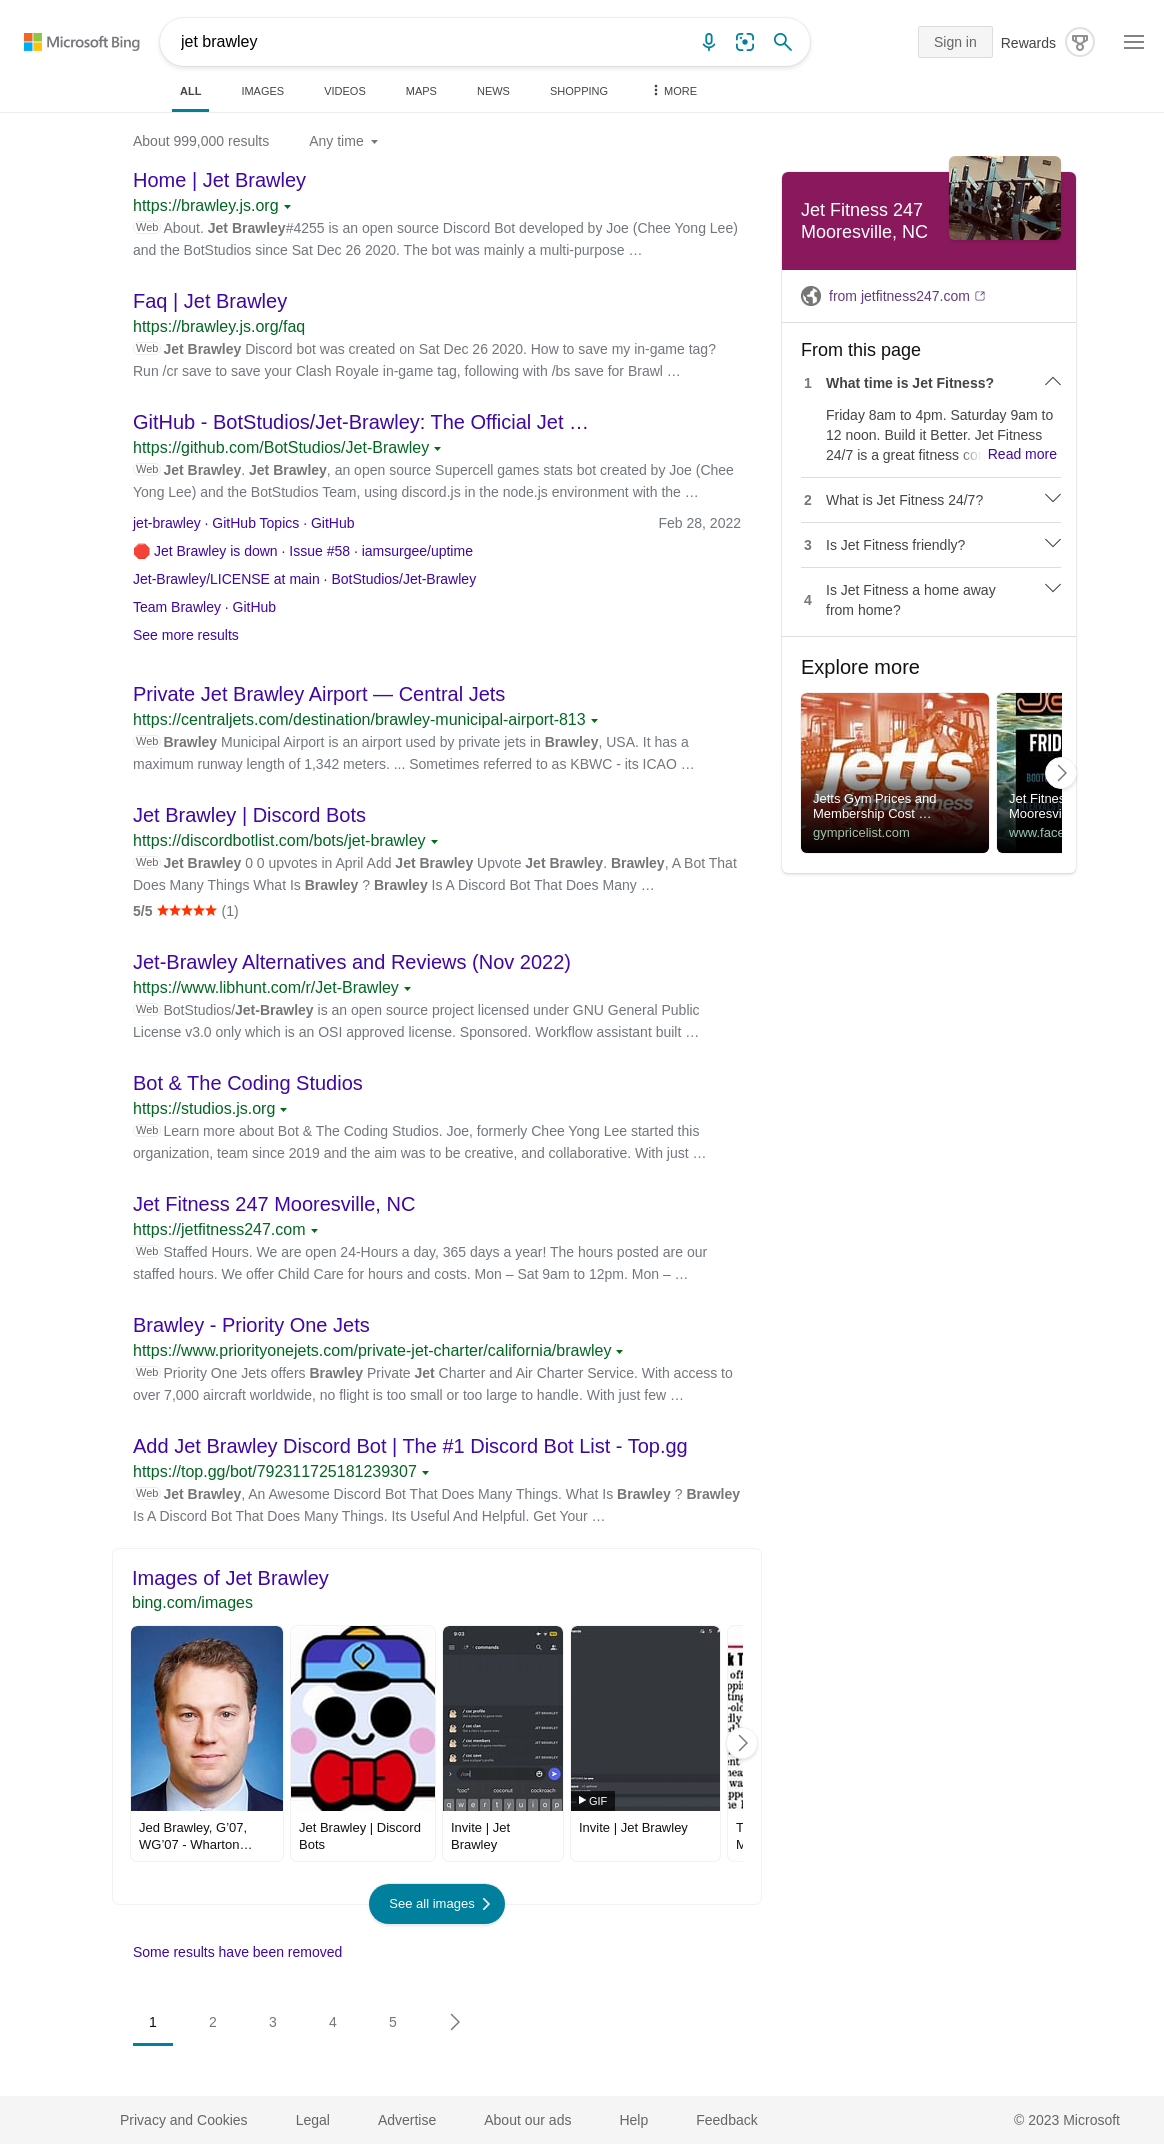 Microsoft Bing
jet brawley
Sign in
Rewards
ALL
IMAGES
VIDEOS
MAPS
NEWS
SHOPPING
MORE
About 999,000 results
Any time
Home | Jet Brawley
https://brawley.js.org
Web About. Jet Brawley#4255 is an open source Discord Bot developed by Joe (Chee Yong Lee)
and the BotStudios since Sat Dec 26 2020. The bot was mainly a multi-purpose …
Faq | Jet Brawley
https://brawley.js.org/faq
Web Jet Brawley Discord bot was created on Sat Dec 26 2020. How to save my in-game tag?
Run /cr save to save your Clash Royale in-game tag, following with /bs save for Brawl …
GitHub - BotStudios/Jet-Brawley: The Official Jet …
https://github.com/BotStudios/Jet-Brawley
Web Jet Brawley. Jet Brawley, an open source Supercell games stats bot created by Joe (Chee
Yong Lee) and the BotStudios Team, using discord.js in the node.js environment with the …
jet-brawley · GitHub Topics · GitHub
Feb 28, 2022
🛑 Jet Brawley is down · Issue #58 · iamsurgee/uptime
Jet-Brawley/LICENSE at main · BotStudios/Jet-Brawley
Team Brawley · GitHub
See more results
Private Jet Brawley Airport — Central Jets
https://centraljets.com/destination/brawley-municipal-airport-813
Web Brawley Municipal Airport is an airport used by private jets in Brawley, USA. It has a
maximum runway length of 1,342 meters. ... Sometimes referred to as KBWC - its ICAO …
Jet Brawley | Discord Bots
https://discordbotlist.com/bots/jet-brawley
Web Jet Brawley 0 0 upvotes in April Add Jet Brawley Upvote Jet Brawley. Brawley, A Bot That
Does Many Things What Is Brawley ? Brawley Is A Discord Bot That Does Many …
5/5 ★★★★★ (1)
Jet-Brawley Alternatives and Reviews (Nov 2022)
https://www.libhunt.com/r/Jet-Brawley
Web BotStudios/Jet-Brawley is an open source project licensed under GNU General Public
License v3.0 only which is an OSI approved license. Sponsored. Workflow assistant built …
Bot & The Coding Studios
https://studios.js.org
Web Learn more about Bot & The Coding Studios. Joe, formerly Chee Yong Lee started this
organization, team since 2019 and the aim was to be creative, and collaborative. With just …
Jet Fitness 247 Mooresville, NC
https://jetfitness247.com
Web Staffed Hours. We are open 24-Hours a day, 365 days a year! The hours posted are our
staffed hours. We offer Child Care for hours and costs. Mon – Sat 9am to 12pm. Mon – …
Brawley - Priority One Jets
https://www.priorityonejets.com/private-jet-charter/california/brawley
Web Priority One Jets offers Brawley Private Jet Charter and Air Charter Service. With access to
over 7,000 aircraft worldwide, no flight is too small or too large to handle. With just few …
Add Jet Brawley Discord Bot | The #1 Discord Bot List - Top.gg
https://top.gg/bot/792311725181239307
Web Jet Brawley, An Awesome Discord Bot That Does Many Things. What Is Brawley ? Brawley
Is A Discord Bot That Does Many Things. Its Useful And Helpful. Get Your …
Images of Jet Brawley
bing.com/images
9:03
commands
/ coc profile
/ coc clan
/ coc members
/ coc save
JET BRAWLEY
JET BRAWLEY
JET BRAWLEY
JET BRAWLEY
"coc"
coconut
cockroach
q w e r t y u i o p
GIF
Jed Brawley, G'07,
WG'07 - Wharton…
Jet Brawley | Discord
Bots
Invite | Jet
Brawley
Invite | Jet Brawley
See all images
Some results have been removed
1
2
3
4
5
Jet Fitness 247
Mooresville, NC
from jetfitness247.com
From this page
1 What time is Jet Fitness?
Friday 8am to 4pm. Saturday 9am to
12 noon. Build it Better. Jet Fitness
24/7 is a great fitness co Read more
2 What is Jet Fitness 24/7?
3 Is Jet Fitness friendly?
4 Is Jet Fitness a home away
from home?
Explore more
jetts
24 hour fitness
Jetts Gym Prices and
Membership Cost …
gympricelist.com
FRID
BOOT
Jet Fitnes
Mooresvi
www.face
Privacy and Cookies
Legal
Advertise
About our ads
Help
Feedback
© 2023 Microsoft